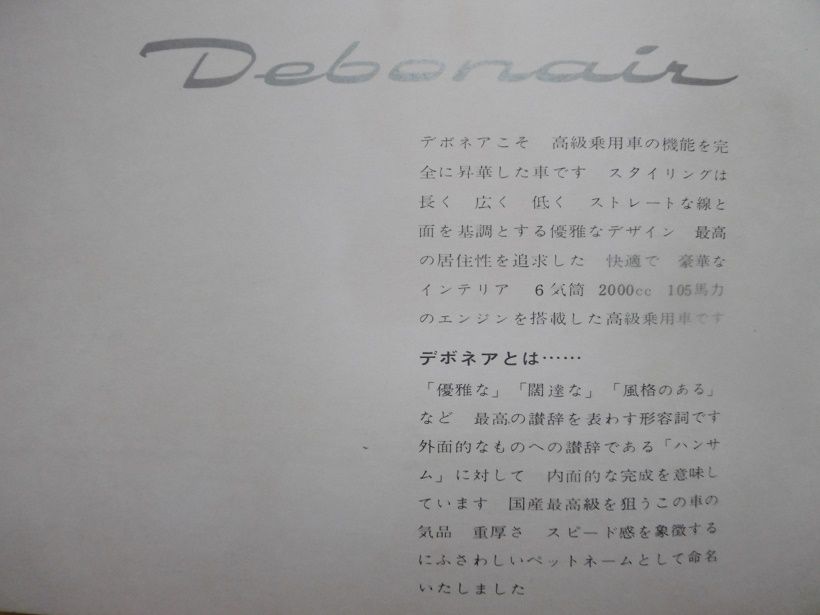 Debonair
デボネアこそ　高級乗用車の機能を完
全に昇華した車です　スタイリングは
長く　広く　低く　ストレートな線と
面を基調とする優雅なデザイン　最高
の居住性を追求した　快適で　豪華な
インテリア　6気筒　2000cc　105馬力
のエンジンを搭載した高級乗用車です
デボネアとは……
「優雅な」「闊達な」「風格のある」
など　最高の讃辞を表わす形容詞です
外面的なものへの讃辞である「ハンサ
ム」に対して　内面的な完成を意味し
ています　国産最高級を狙うこの車の
気品　重厚さ　スピード感を象徴する
にふさわしいペットネームとして命名
いたしました